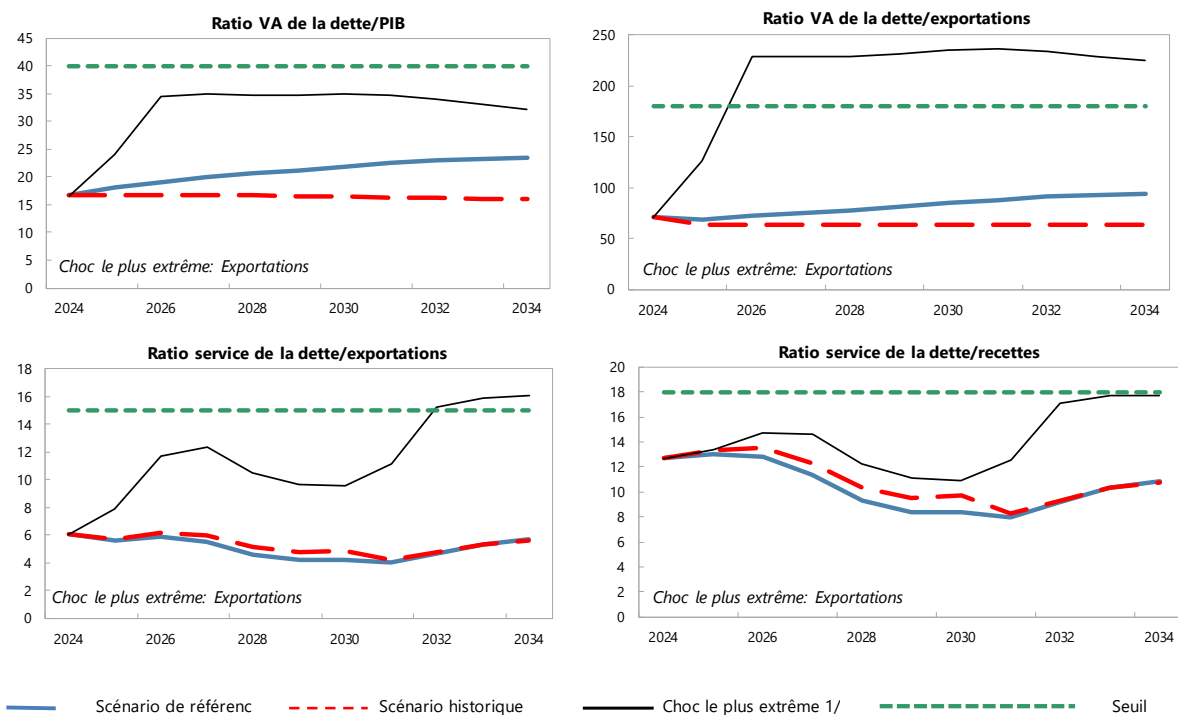 Ratio VA de la dette/PIB
45
40
35
30
25
20
15
10
5
0
Choc le plus extrême: Exportations
2024 2026 2028 2030 2032 2034
Ratio VA de la dette/exportations
250
200
150
100
50
0
Choc le plus extrême: Exportations
2024 2026 2028 2030 2032 2034
Ratio service de la dette/exportations
18
16
14
12
10
8
6
4
2
0
Choc le plus extrême: Exportations
2024 2026 2028 2030 2032 2034
Ratio service de la dette/recettes
20
18
16
14
12
10
8
6
4
2
0
Choc le plus extrême: Exportations
2024 2026 2028 2030 2032 2034
Scénario de référenc Scénario historique Choc le plus extrême 1/ Seuil